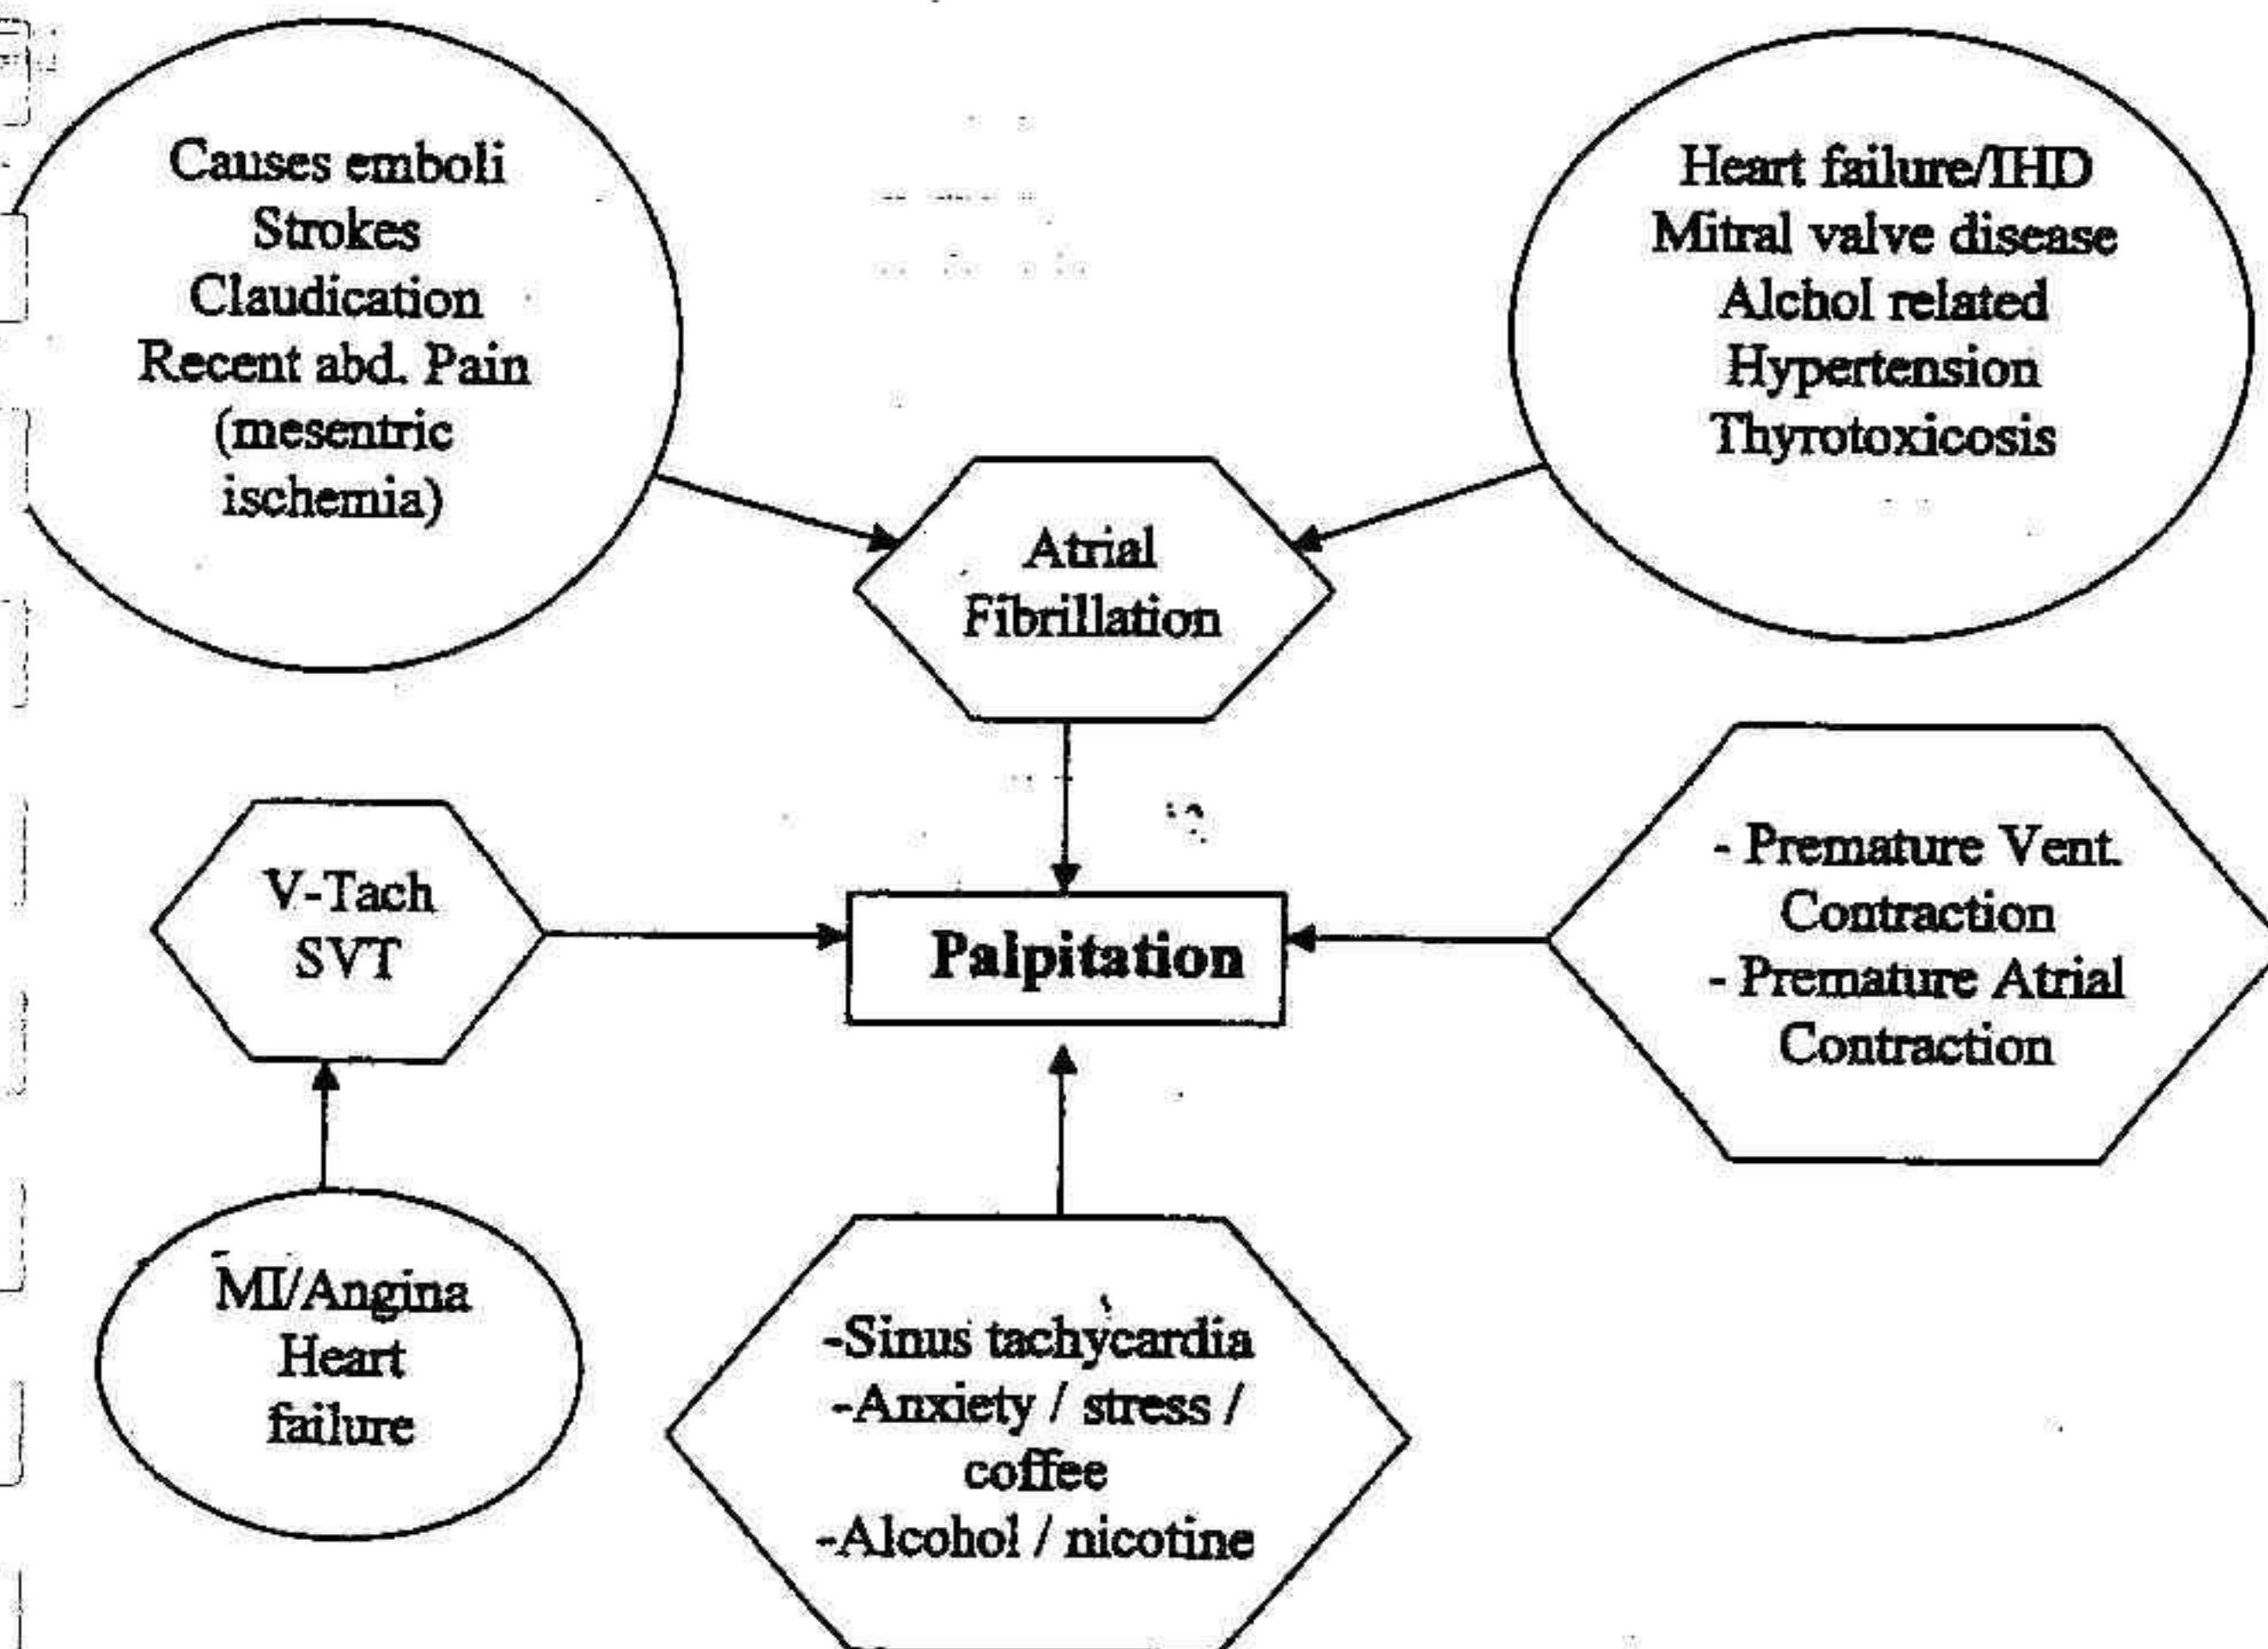 Causes emboli
Strokes
Claudication
Recent abd. Pain
(mesentric
ischemia)
Heart failure/IHD
Mitral valve disease
Alchol related
Hypertension
Thyrotoxicosis
Atrial
Fibrillation
V-Tach
SVT
Palpitation
- Premature Vent.
Contraction
- Premature Atrial
Contraction
MI/Angina
Heart
failure
-Sinus tachycardia
-Anxiety / stress /
coffee
-Alcohol / nicotine